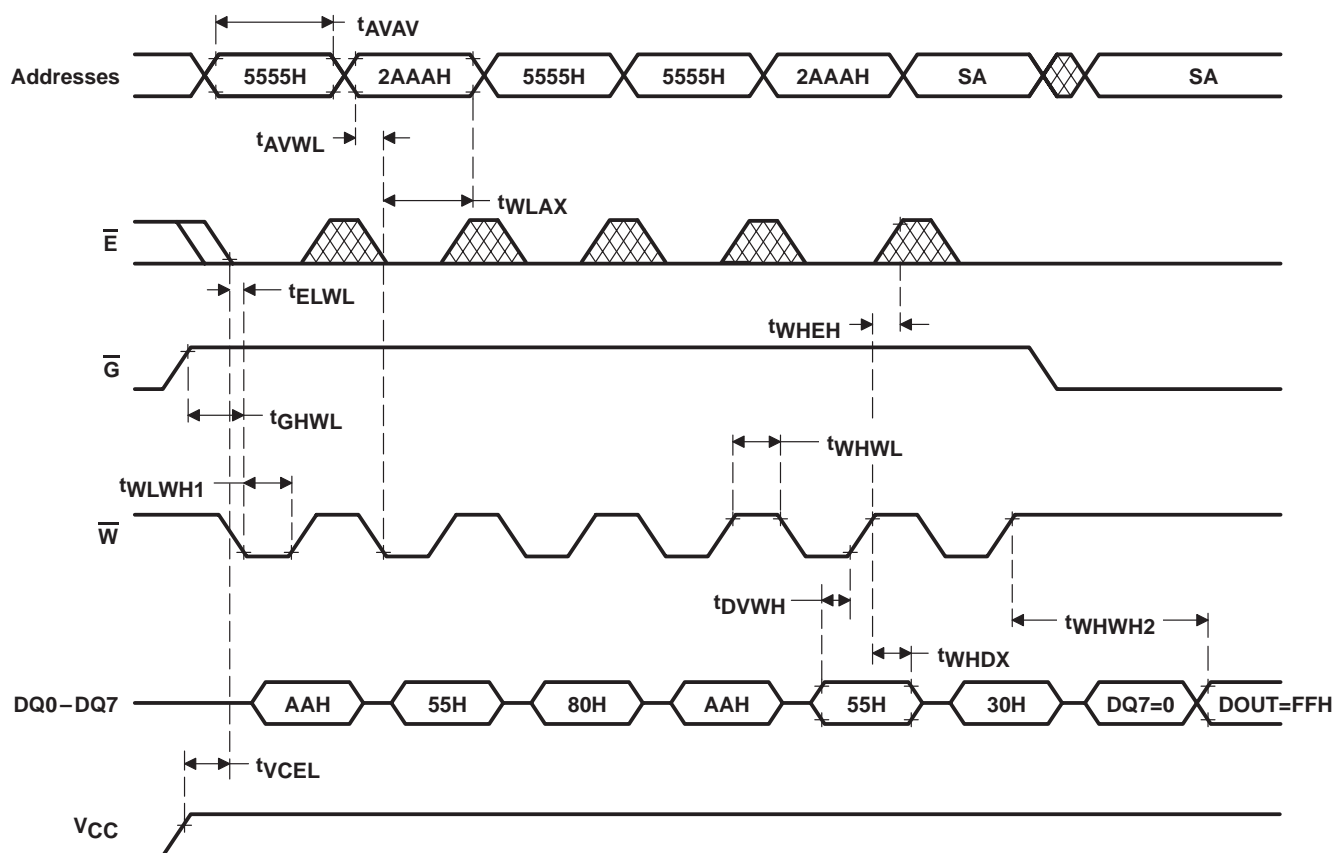 tAVAV
Addresses 5555H 2AAAH 5555H 5555H 2AAAH SA SA
tAVWL
tWLAX
E̅
tELWL
tWHEH
G̅
tGHWL
tWHWL
tWLWH1
W̅
tDVWH
tWHWH2
tWHDX
DQ0–DQ7 AAH 55H 80H AAH 55H 30H DQ7=0 DOUT=FFH
tVCEL
VCC